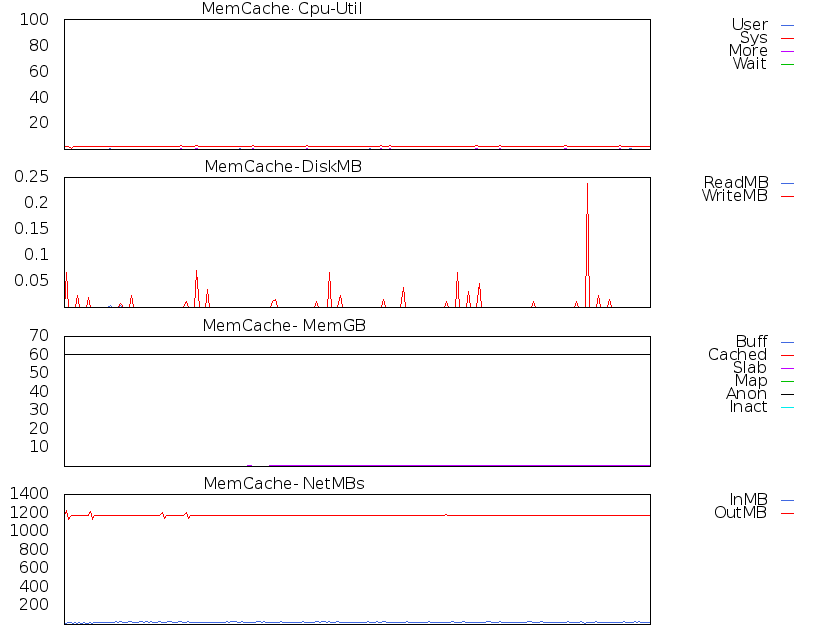 MemCache- Cpu-Util
100
80
60
40
20
User
Sys
More
Wait
MemCache-DiskMB
0.25
0.2
0.15
0.1
0.05
ReadMB
WriteMB
MemCache- MemGB
70
60
50
40
30
20
10
Buff
Cached
Slab
Map
Anon
Inact
MemCache- NetMBs
1400
1200
1000
800
600
400
200
InMB
OutMB